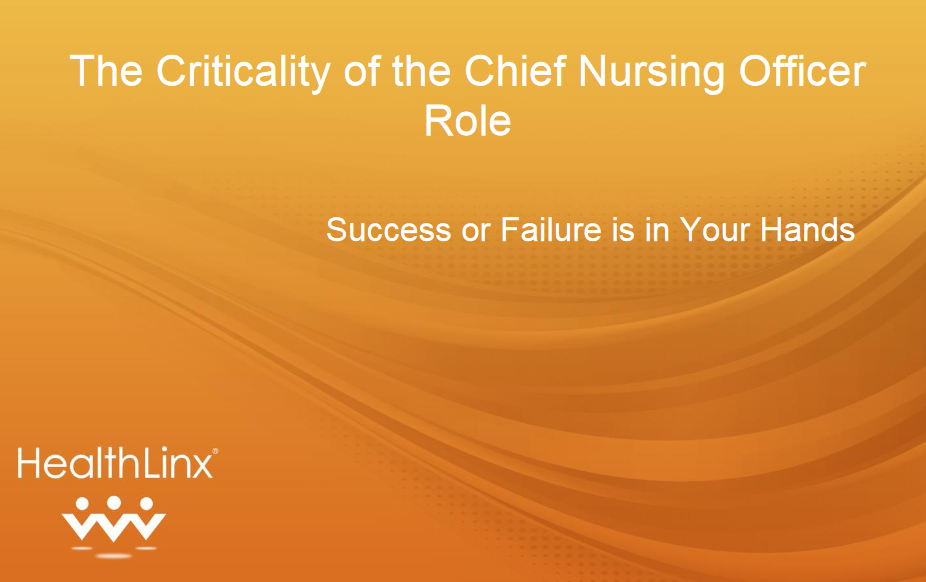 The Criticality of the Chief Nursing Officer
Role
Success or Failure is in Your Hands
HealthLinx®